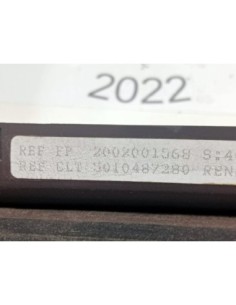 2022
REF FP 2002001568 S:4
REF CLT 3010487280 REN